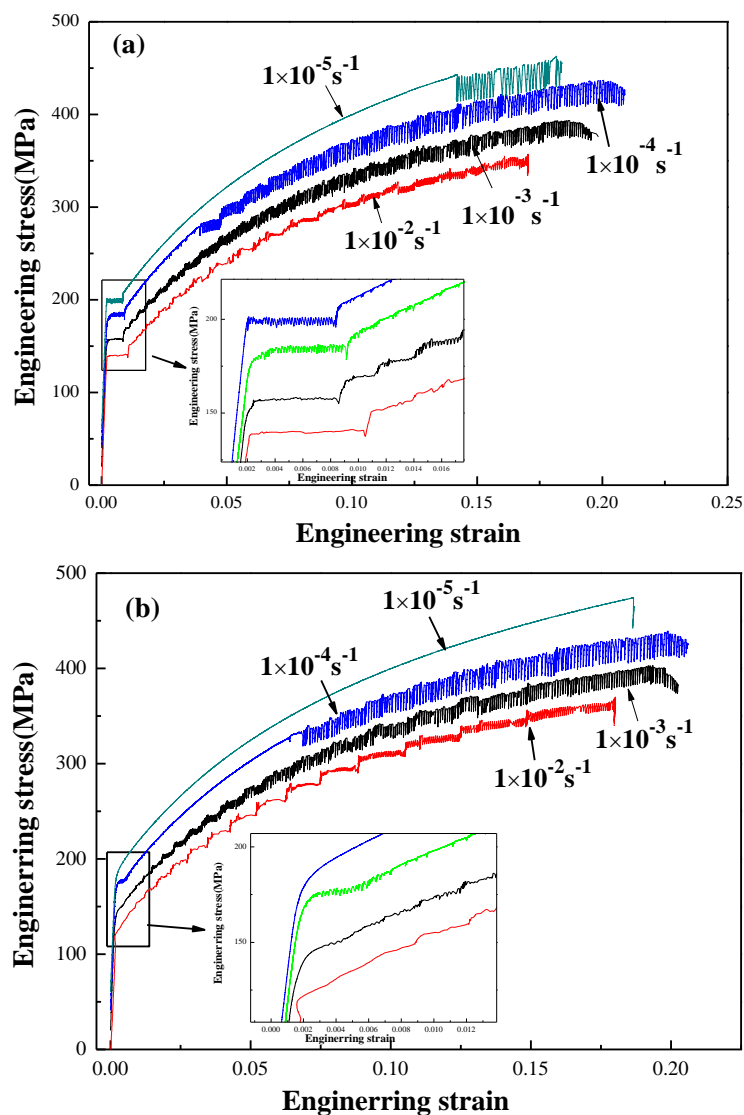 (a)
500
400
300
200
100
0
Engineering stress(MPa)
1×10⁻⁵s⁻¹
1×10⁻⁴s⁻¹
1×10⁻³s⁻¹
1×10⁻²s⁻¹
Engineering stress(MPa)
200
150
0.002 0.004 0.006 0.008 0.010 0.012 0.014 0.016
Engineering strain
0.00 0.05 0.10 0.15 0.20 0.25
Engineering strain
(b)
500
400
300
200
100
0
Enginerring stress(MPa)
1×10⁻⁵s⁻¹
1×10⁻⁴s⁻¹
1×10⁻³s⁻¹
1×10⁻²s⁻¹
Enginerring stress(MPa)
200
150
0.000 0.002 0.004 0.006 0.008 0.010 0.012
Enginerring strain
0.00 0.05 0.10 0.15 0.20
Enginerring strain